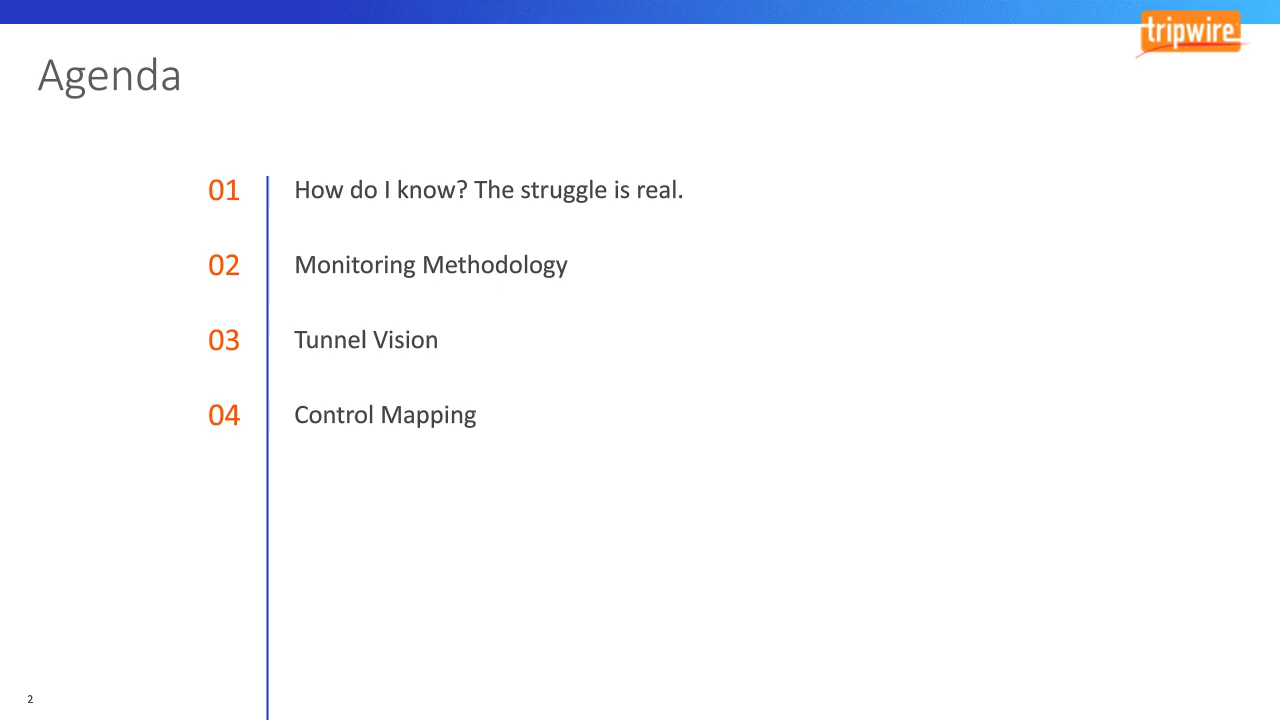 tripwire
Agenda
01 How do I know? The struggle is real.
02 Monitoring Methodology
03 Tunnel Vision
04 Control Mapping
2